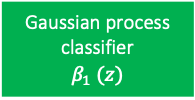 Gaussian process
classifier
β₁ (z)